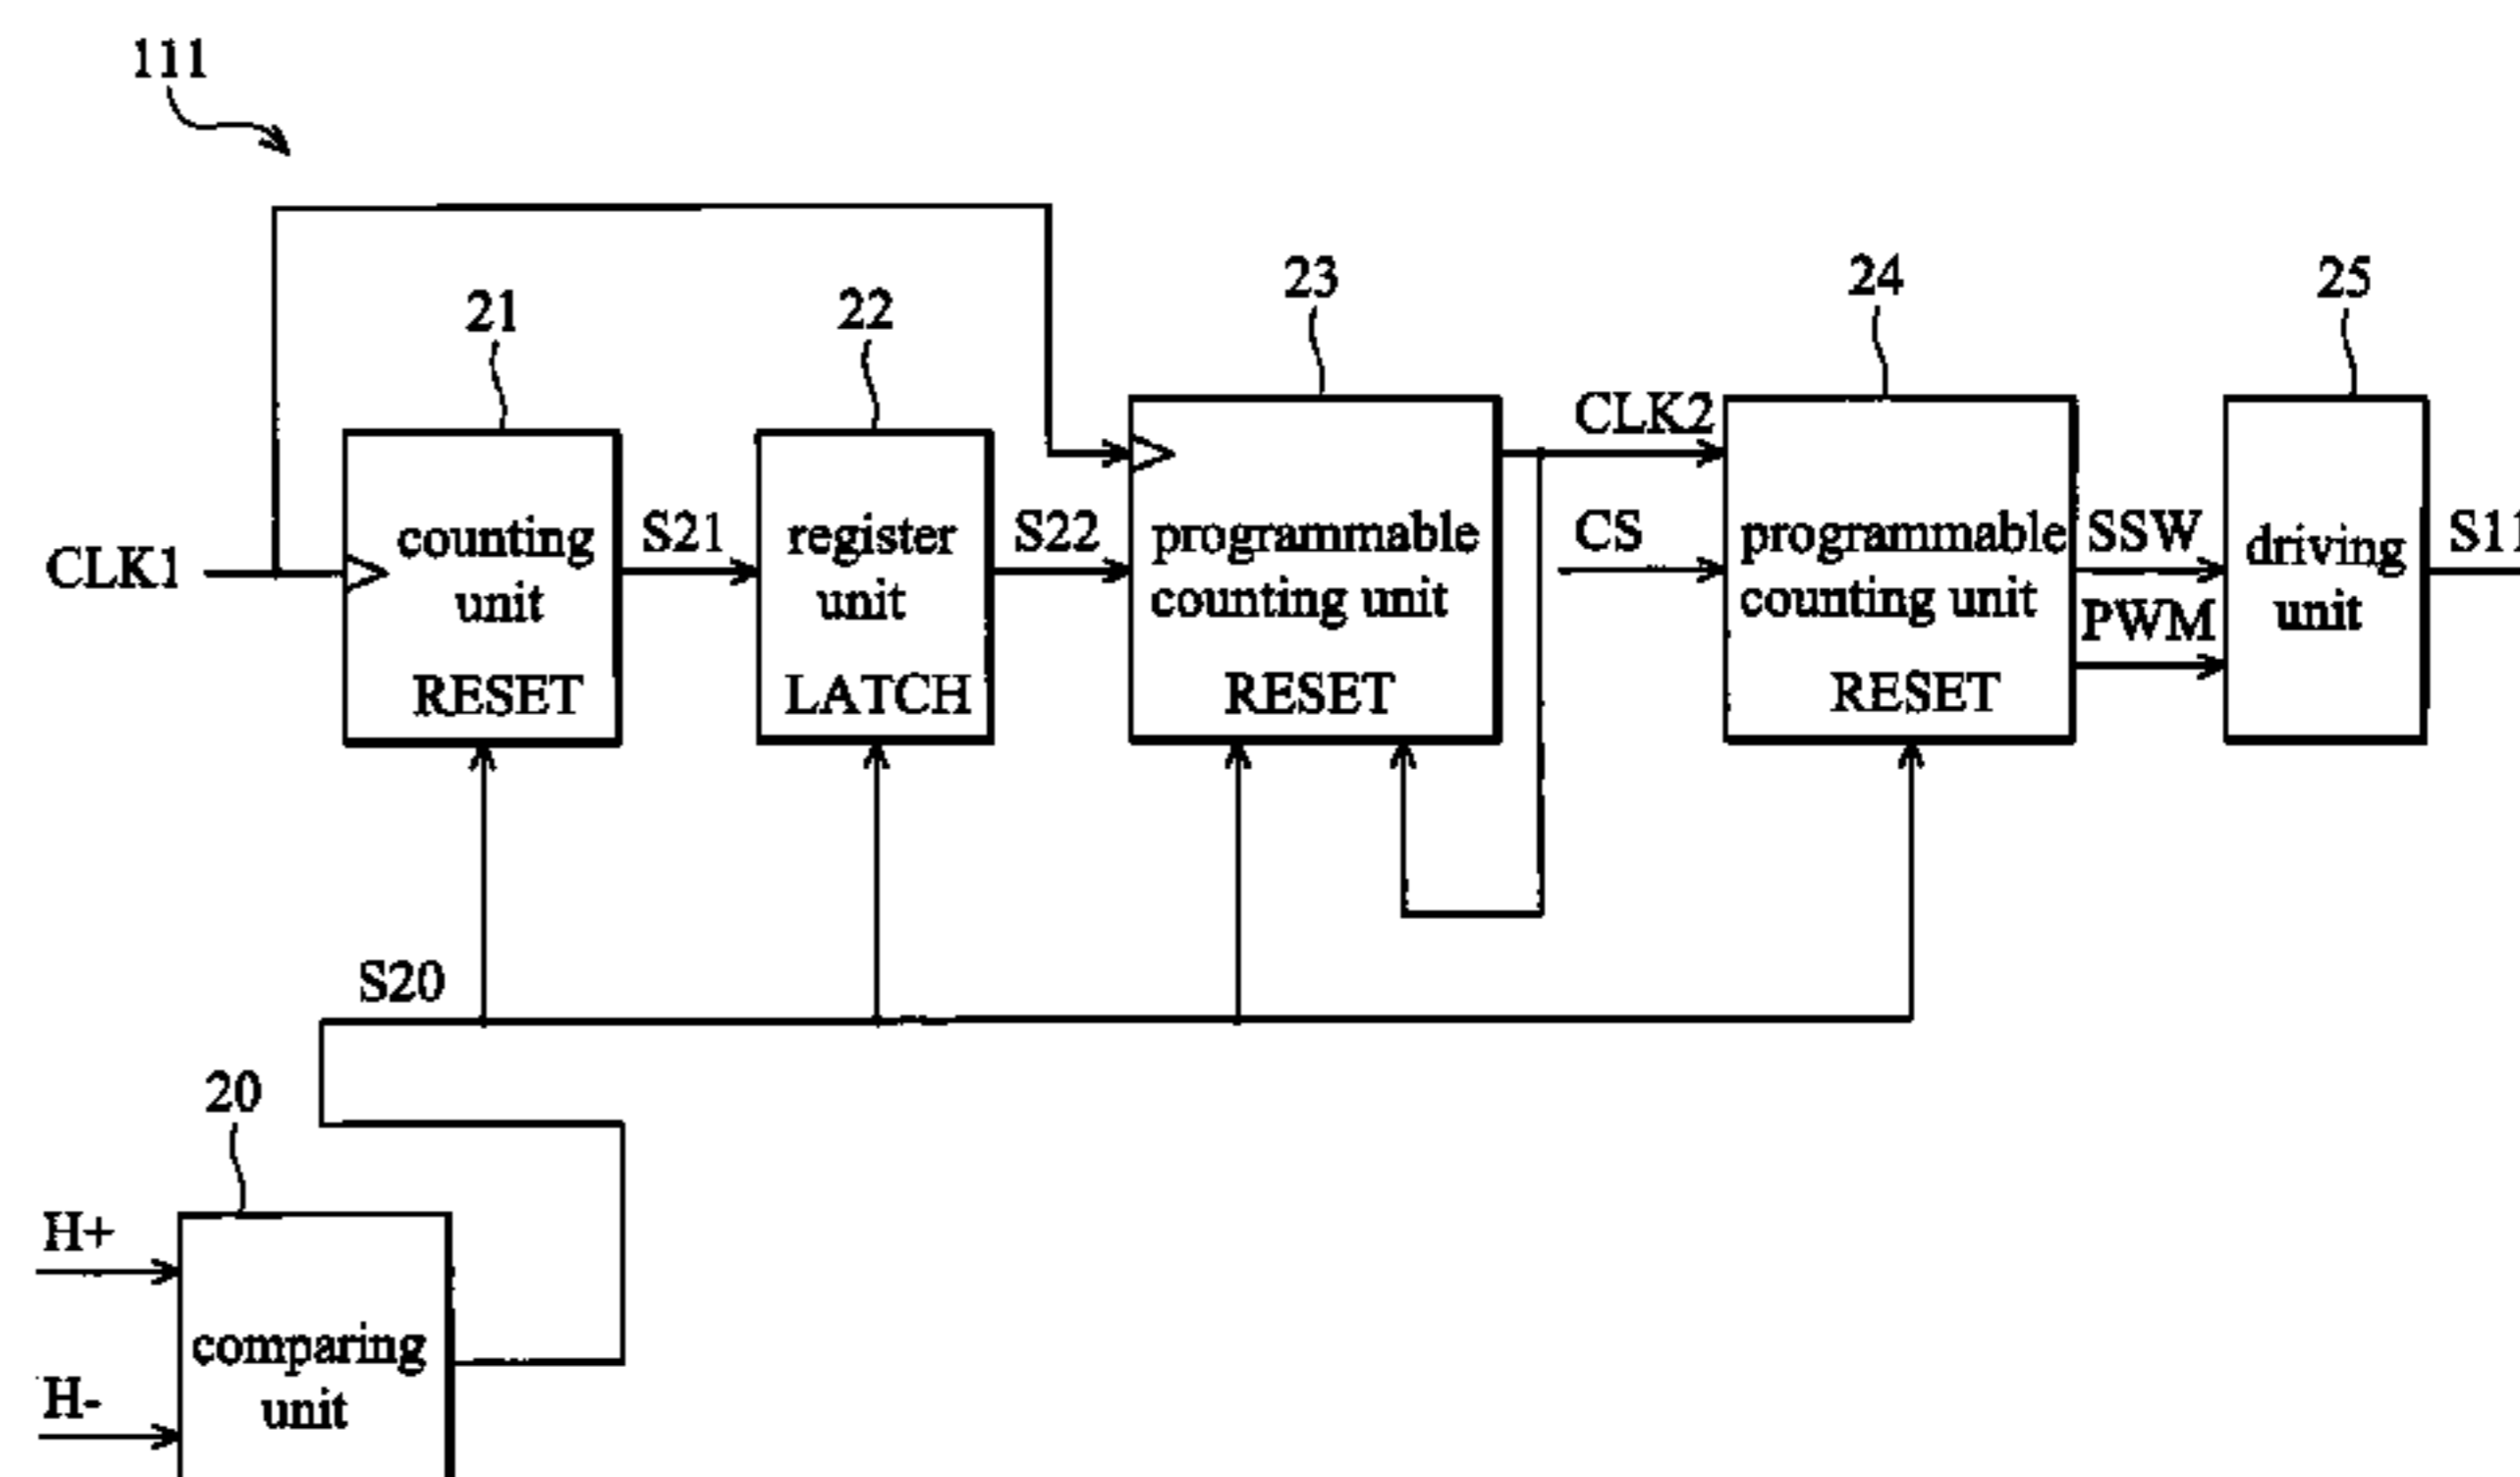 111
21
22
23
24
25
CLK1
counting
unit
RESET
S21
register
unit
LATCH
S22
programmable
counting unit
RESET
CLK2
CS
programmable
counting unit
RESET
SSW
PWM
driving
unit
S11
S20
20
H+
H-
comparing
unit